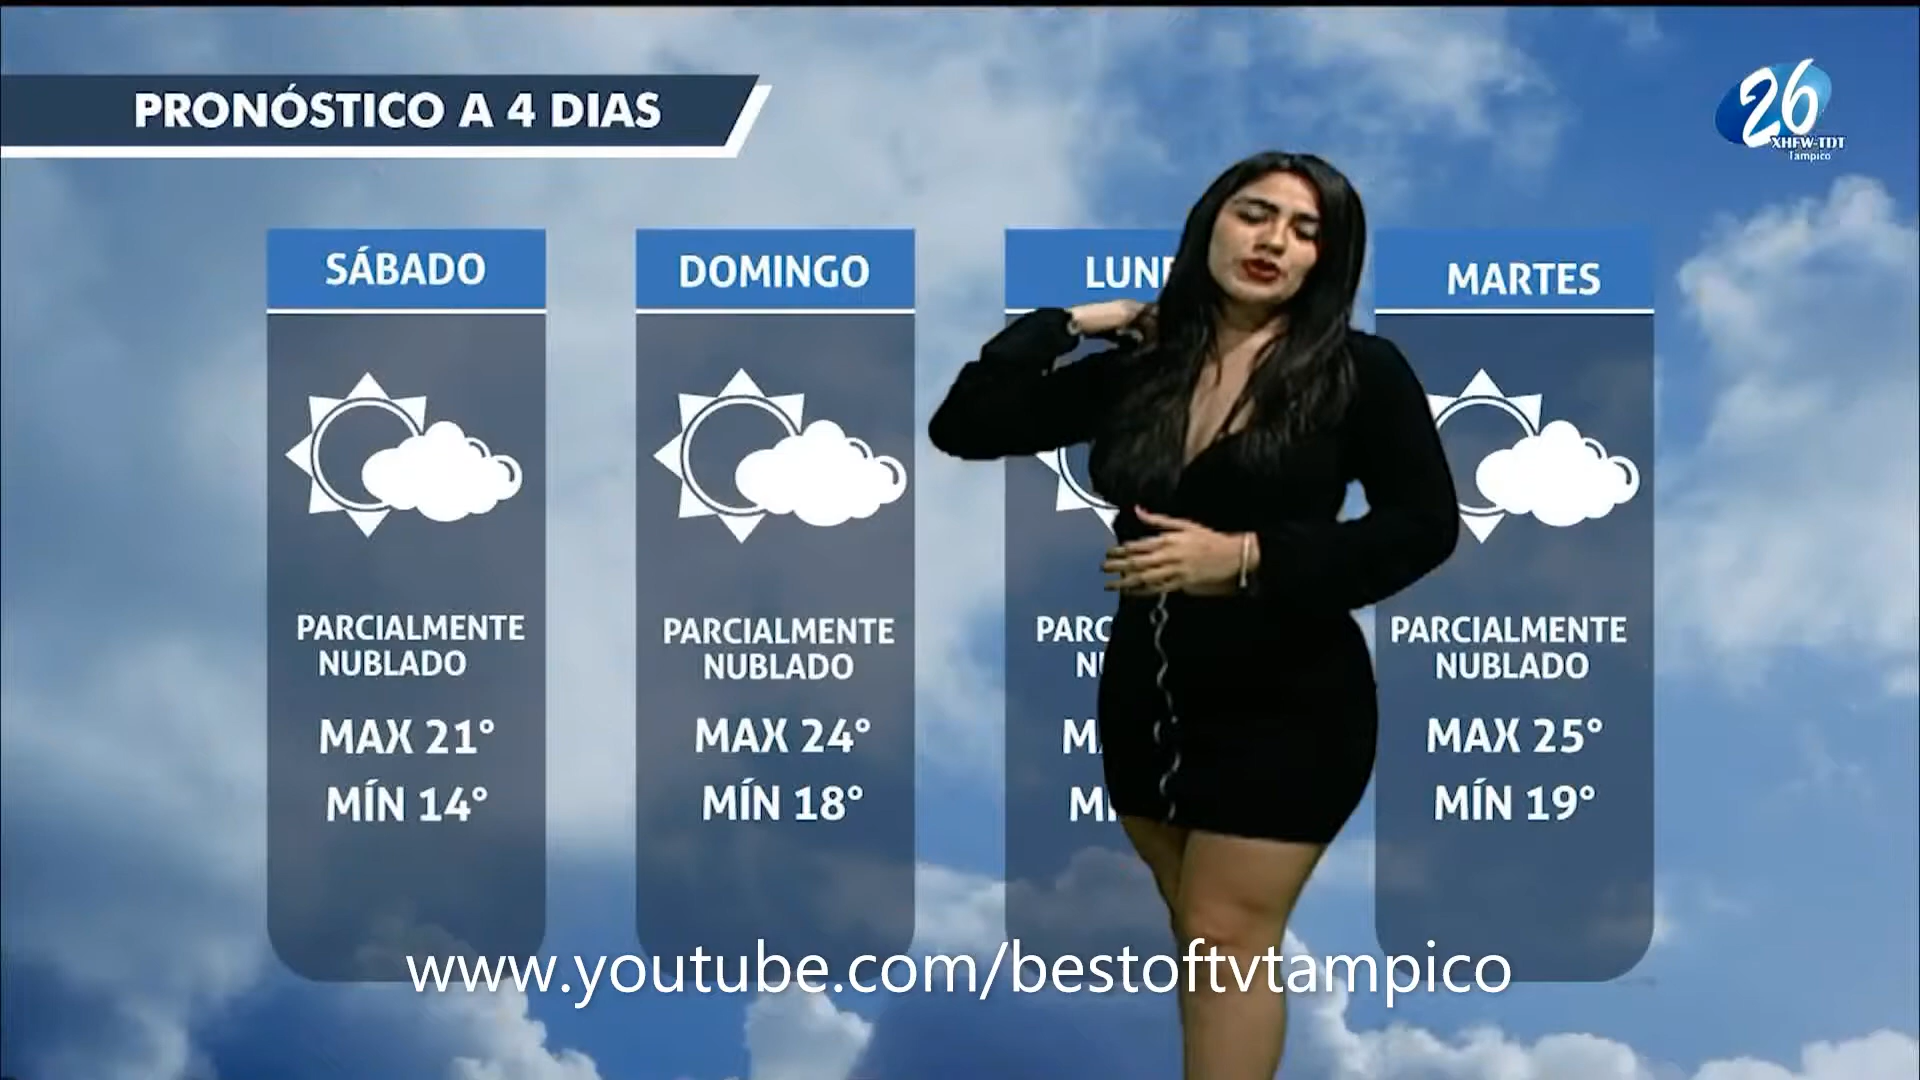 PRONÓSTICO A 4 DIAS
26
XHFW-TDT
Tampico
SÁBADO
PARCIALMENTE
NUBLADO
MAX 21°
MÍN 14°
DOMINGO
PARCIALMENTE
NUBLADO
MAX 24°
MÍN 18°
MARTES
PARCIALMENTE
NUBLADO
MAX 25°
MÍN 19°
www.youtube.com/bestoftvtampico